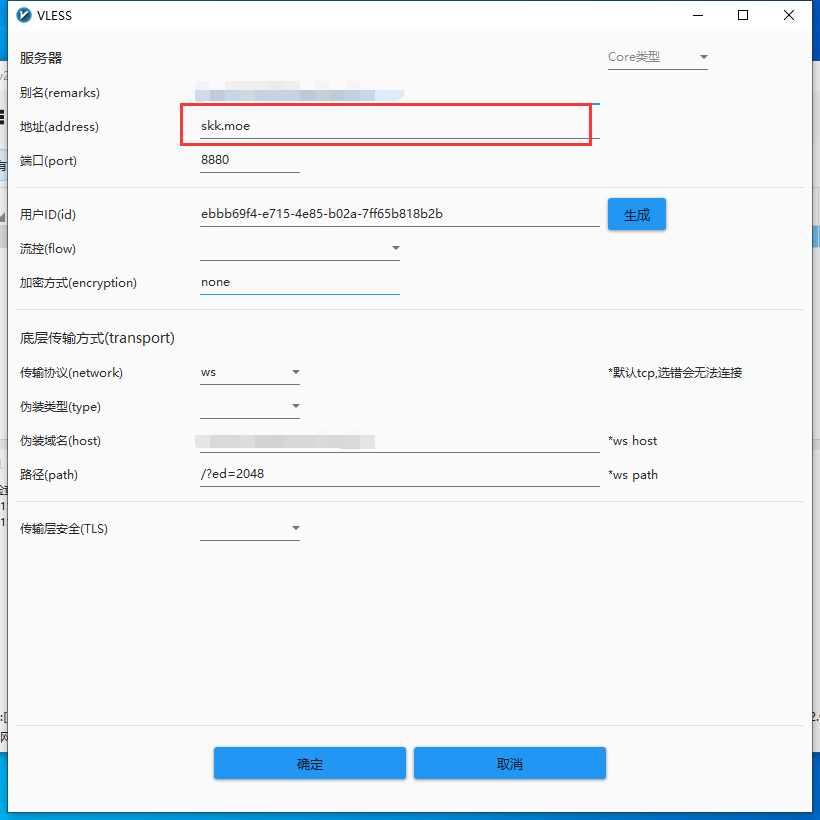 VLESS
服务器 Core类型
别名(remarks)
地址(address) skk.moe
端口(port) 8880
用户ID(id) ebbb69f4-e715-4e85-b02a-7ff65b818b2b 生成
流控(flow)
加密方式(encryption) none
底层传输方式(transport)
传输协议(network) ws *默认tcp,选错会无法连接
伪装类型(type)
伪装域名(host) *ws host
路径(path) /?ed=2048 *ws path
传输层安全(TLS)
确定 取消